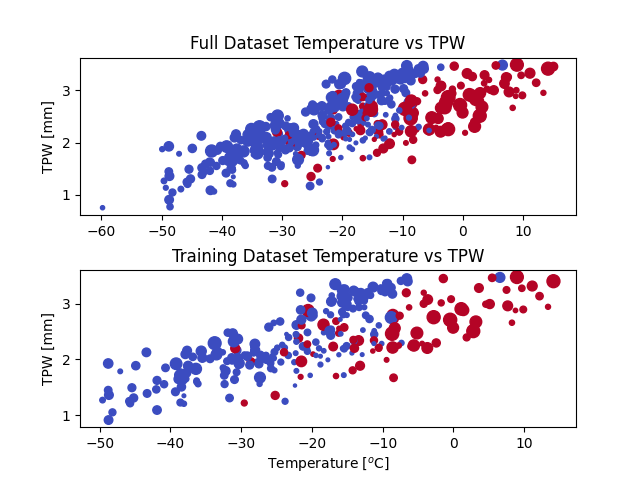 Full Dataset Temperature vs TPW
TPW [mm]
3
2
1
−60 −50 −40 −30 −20 −10 0 10
Training Dataset Temperature vs TPW
TPW [mm]
3
2
1
−50 −40 −30 −20 −10 0 10
Temperature [°C]